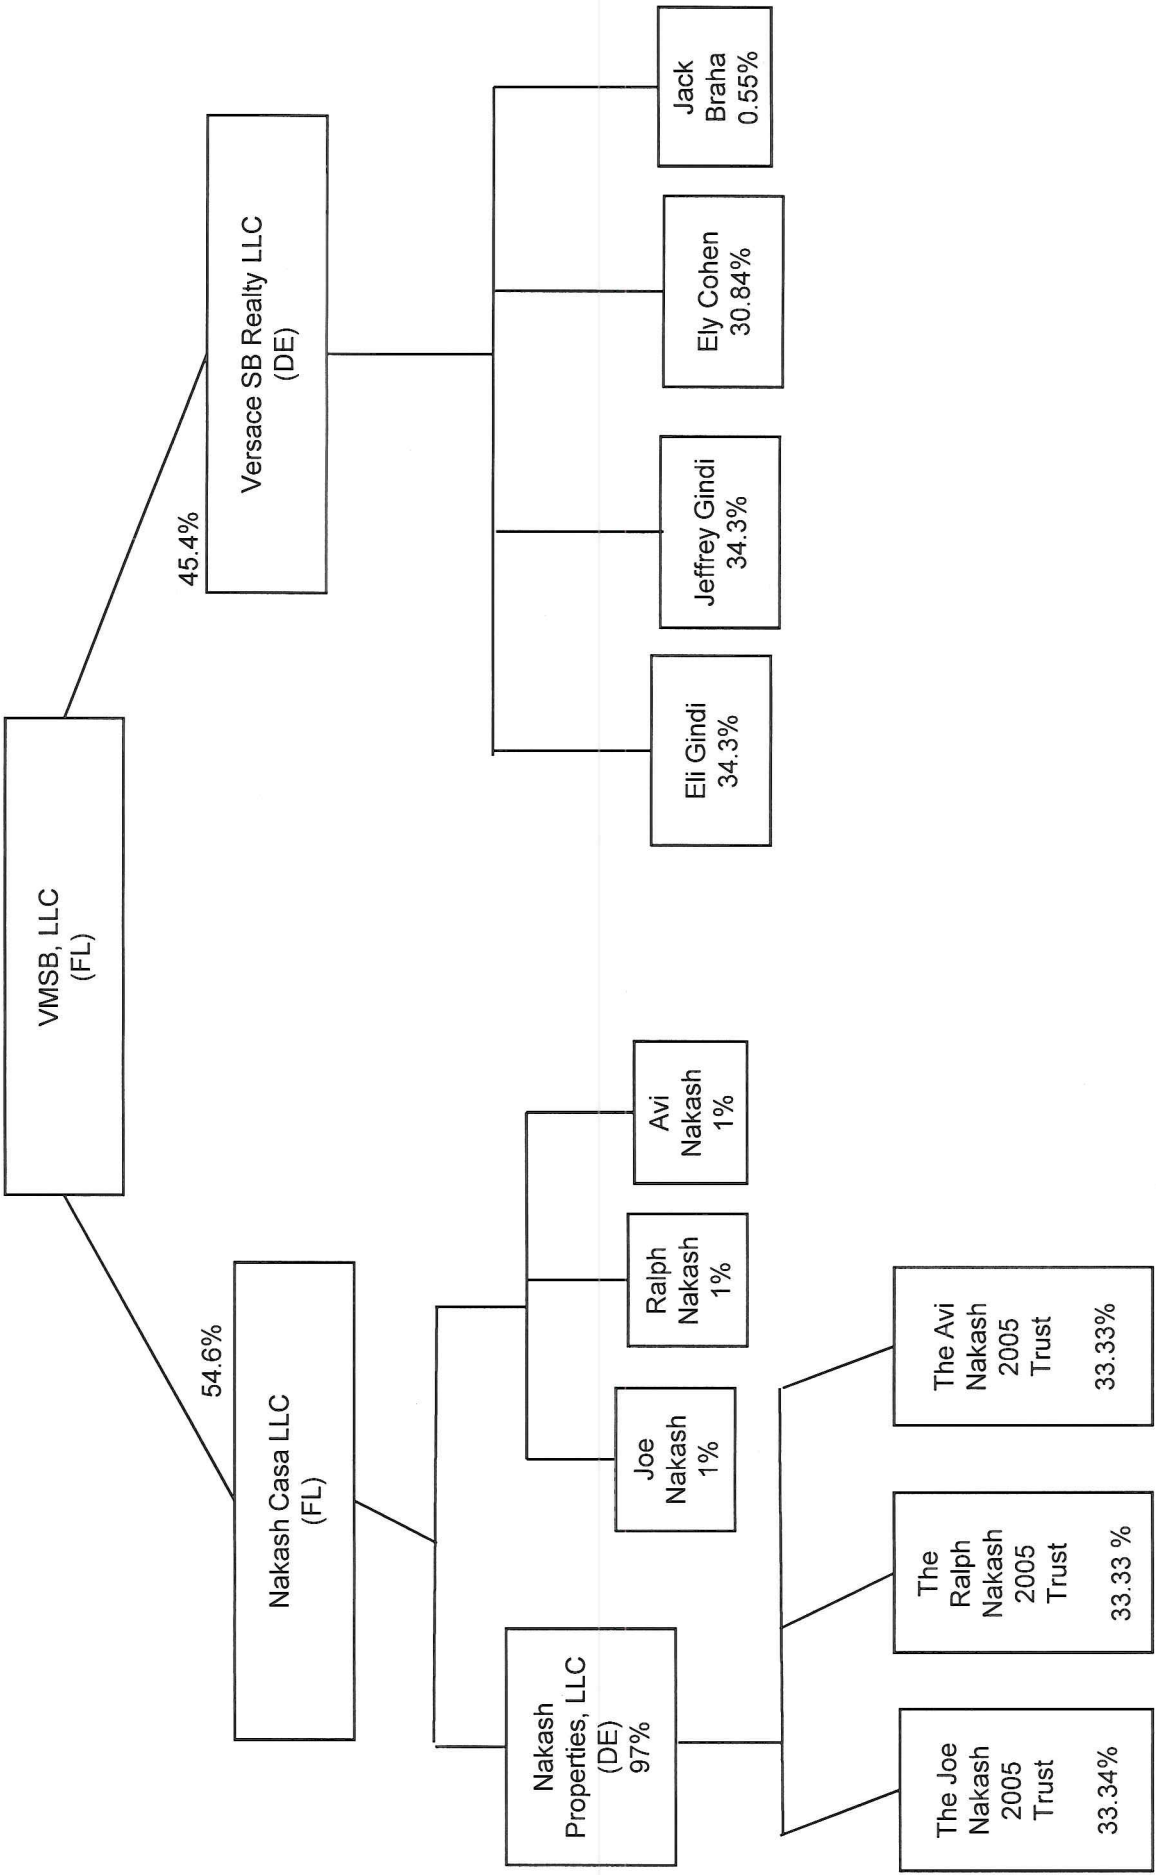 VMSB, LLC
(FL)
54.6%
Nakash Casa LLC
(FL)
45.4%
Versace SB Realty LLC
(DE)
Nakash
Properties, LLC
(DE)
97%
Joe
Nakash
1%
Ralph
Nakash
1%
Avi
Nakash
1%
Eli Gindi
34.3%
Jeffrey Gindi
34.3%
Ely Cohen
30.84%
Jack
Braha
0.55%
The Joe
Nakash
2005
Trust
33.34%
The
Ralph
Nakash
2005
Trust
33.33 %
The Avi
Nakash
2005
Trust
33.33%